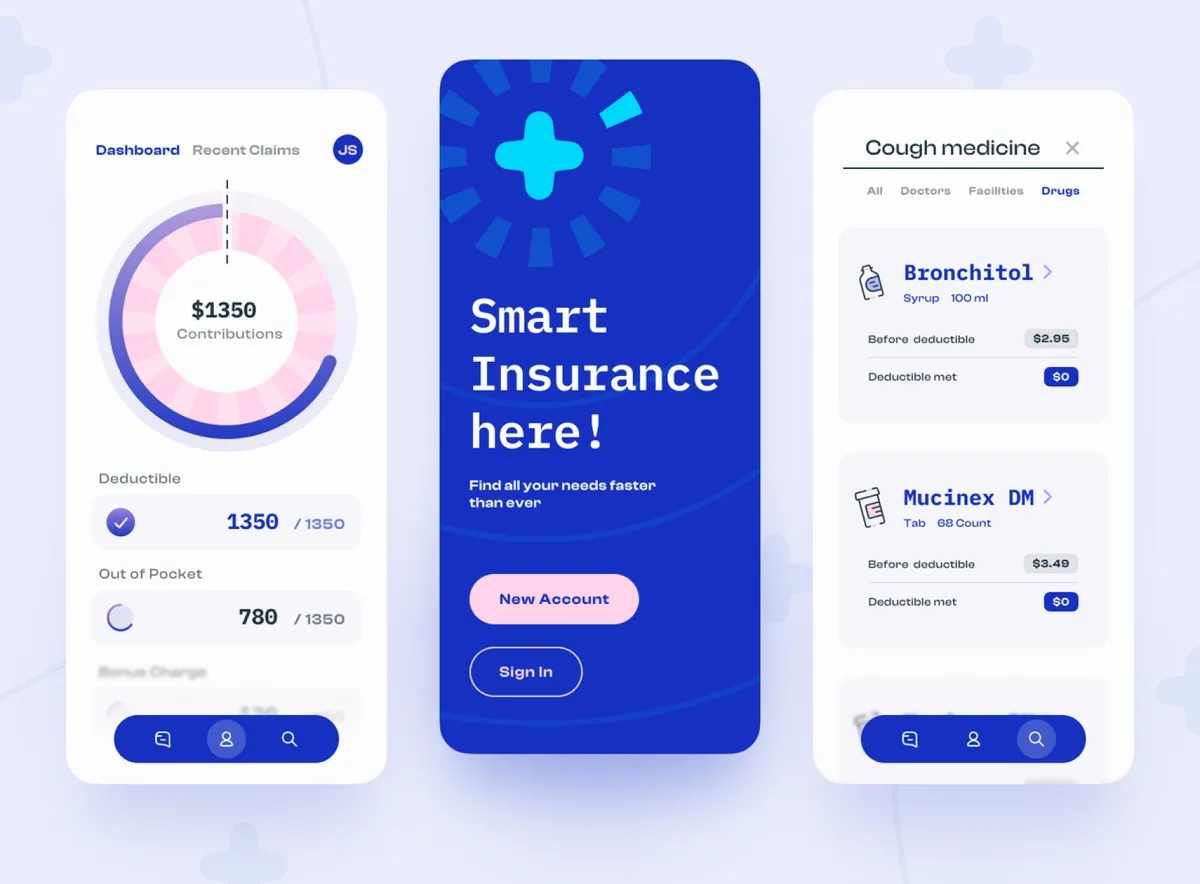 Dashboard Recent Claims JS
$1350
Contributions
Deductible
1350 / 1350
Out of Pocket
780 / 1350
Bonus Charge
Smart
Insurance
here!
Find all your needs faster
than ever
New Account
Sign In
Cough medicine
All Doctors Facilities Drugs
Bronchitol
Syrup 100 ml
Before deductible $2.95
Deductible met $0
Mucinex DM
Tab 68 Count
Before deductible $3.49
Deductible met $0